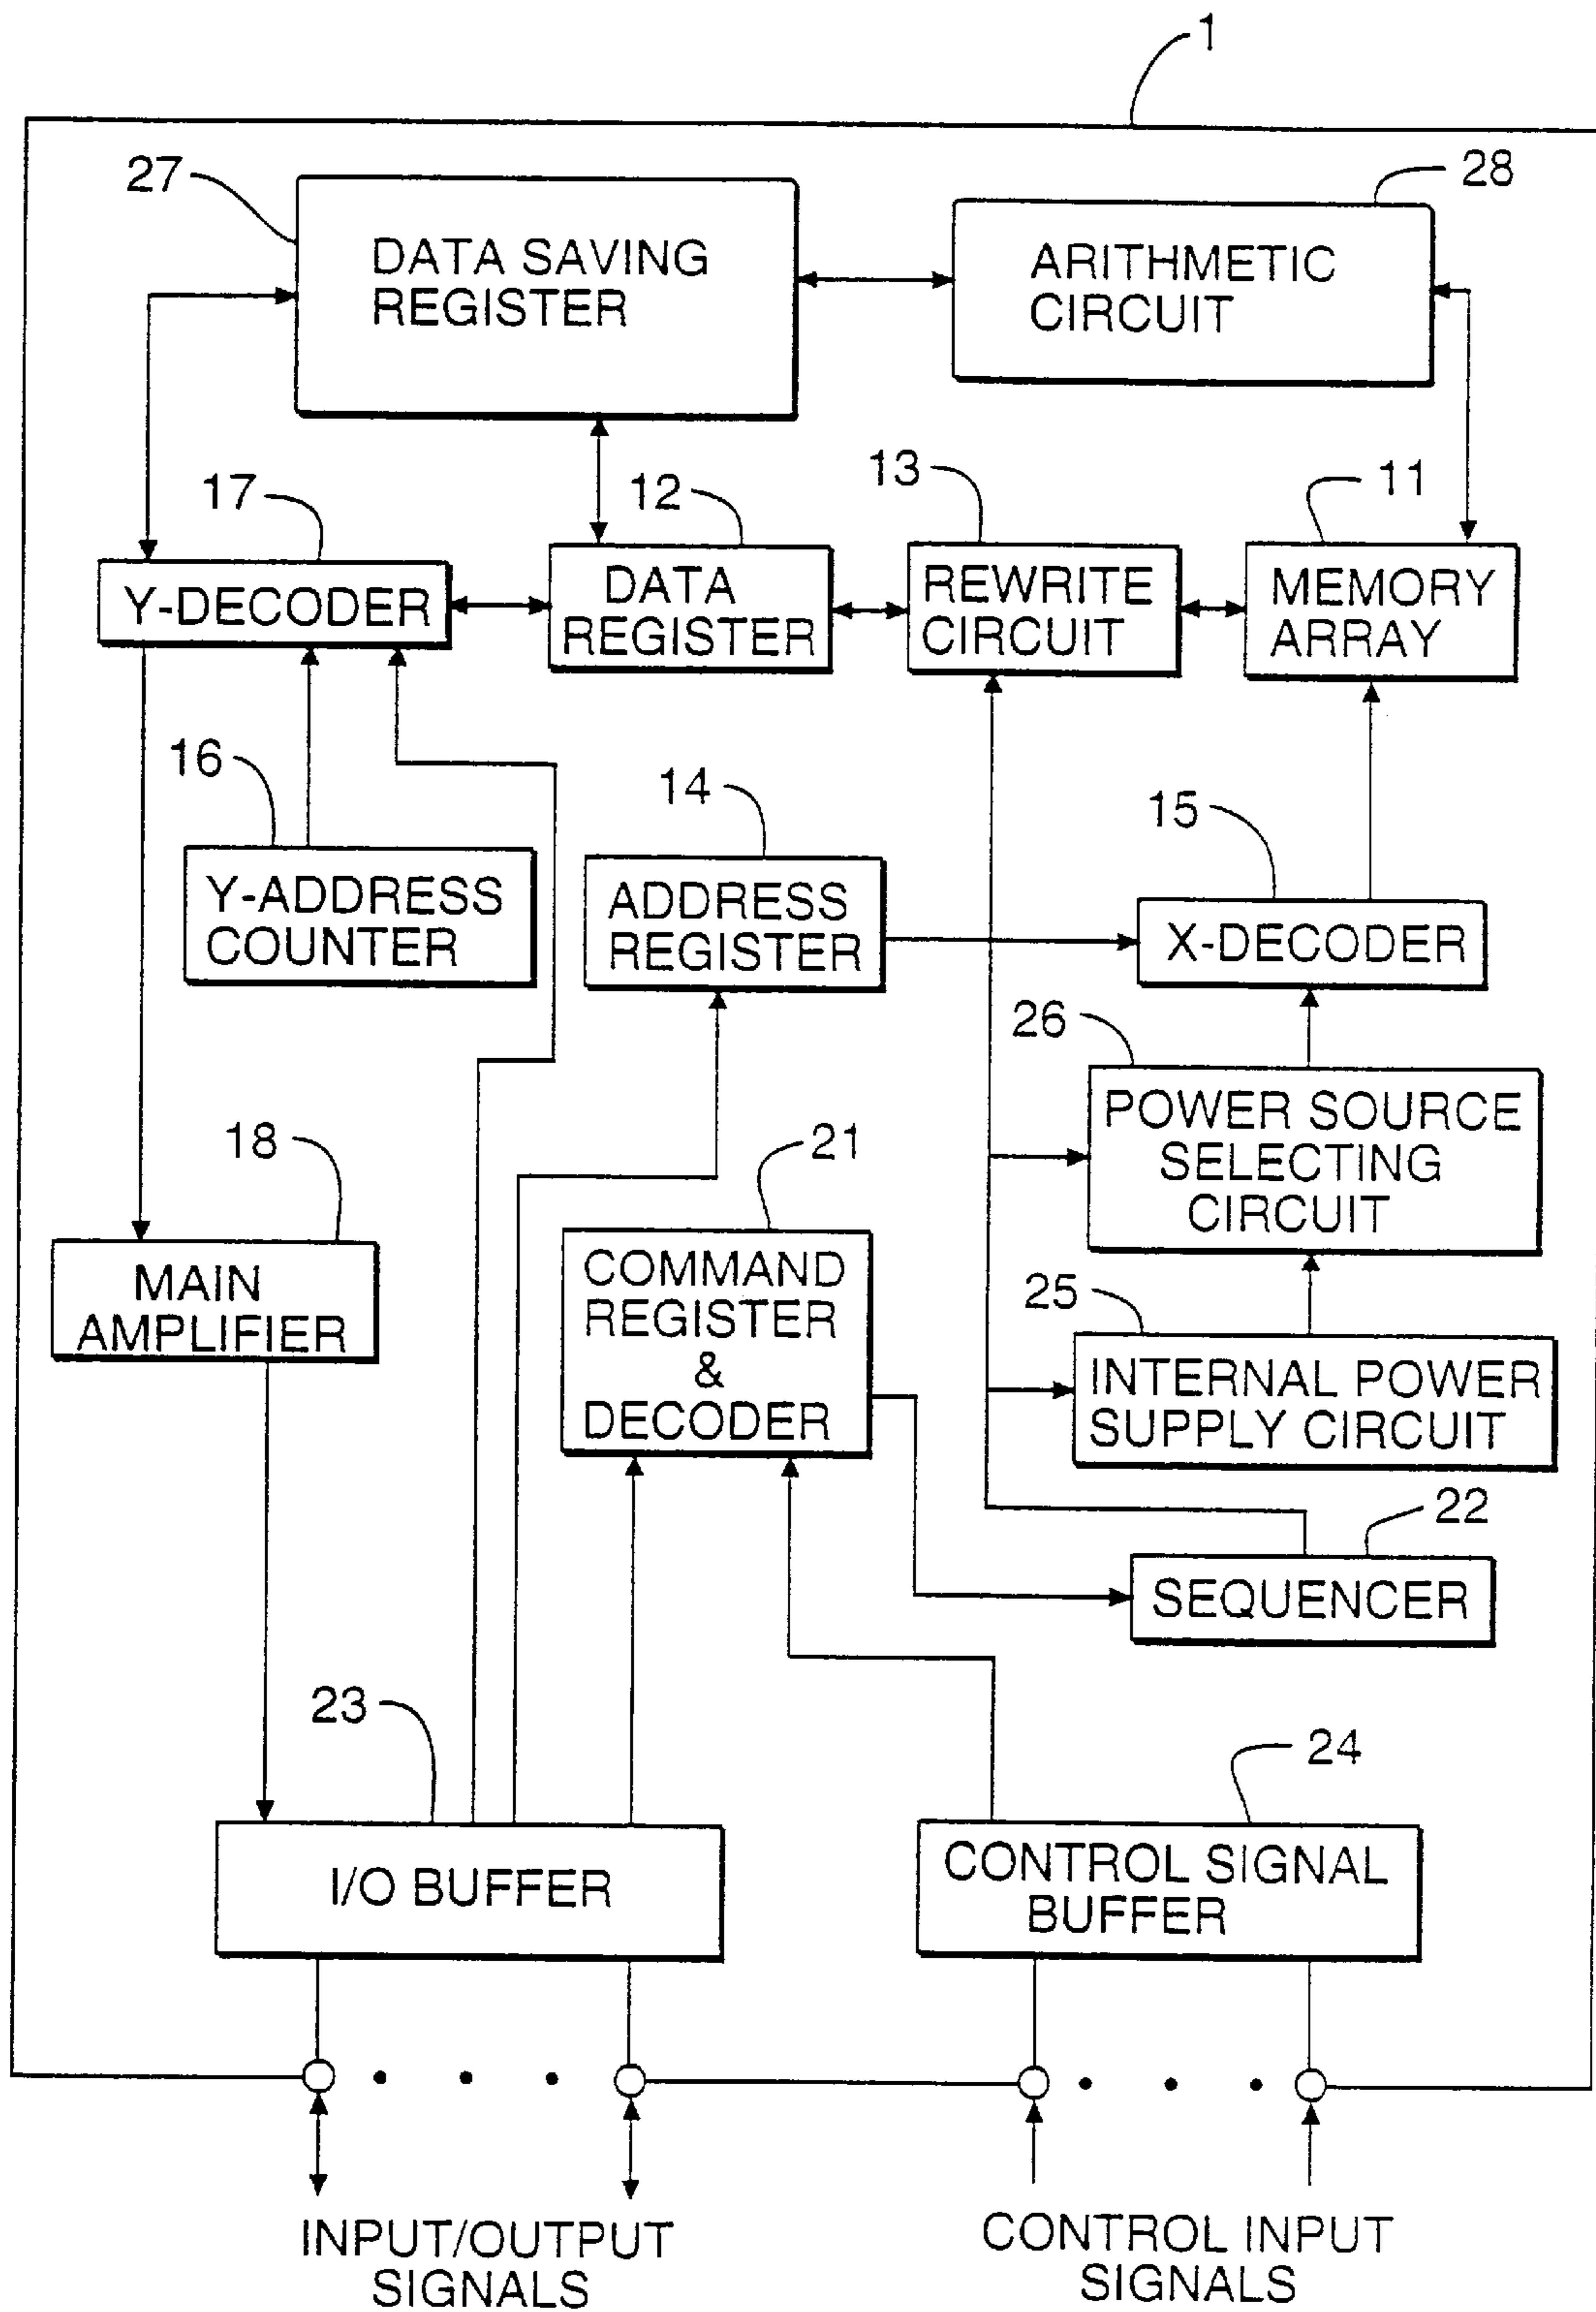 1
27
28
DATA SAVING
REGISTER
ARITHMETIC
CIRCUIT
17
12
13
11
Y-DECODER
DATA
REGISTER
REWRITE
CIRCUIT
MEMORY
ARRAY
16
14
15
Y-ADDRESS
COUNTER
ADDRESS
REGISTER
X-DECODER
26
POWER SOURCE
SELECTING
CIRCUIT
18
21
MAIN
AMPLIFIER
COMMAND
REGISTER
&
DECODER
25
INTERNAL POWER
SUPPLY CIRCUIT
22
SEQUENCER
23
24
I/O BUFFER
CONTROL SIGNAL
BUFFER
INPUT/OUTPUT
SIGNALS
CONTROL INPUT
SIGNALS